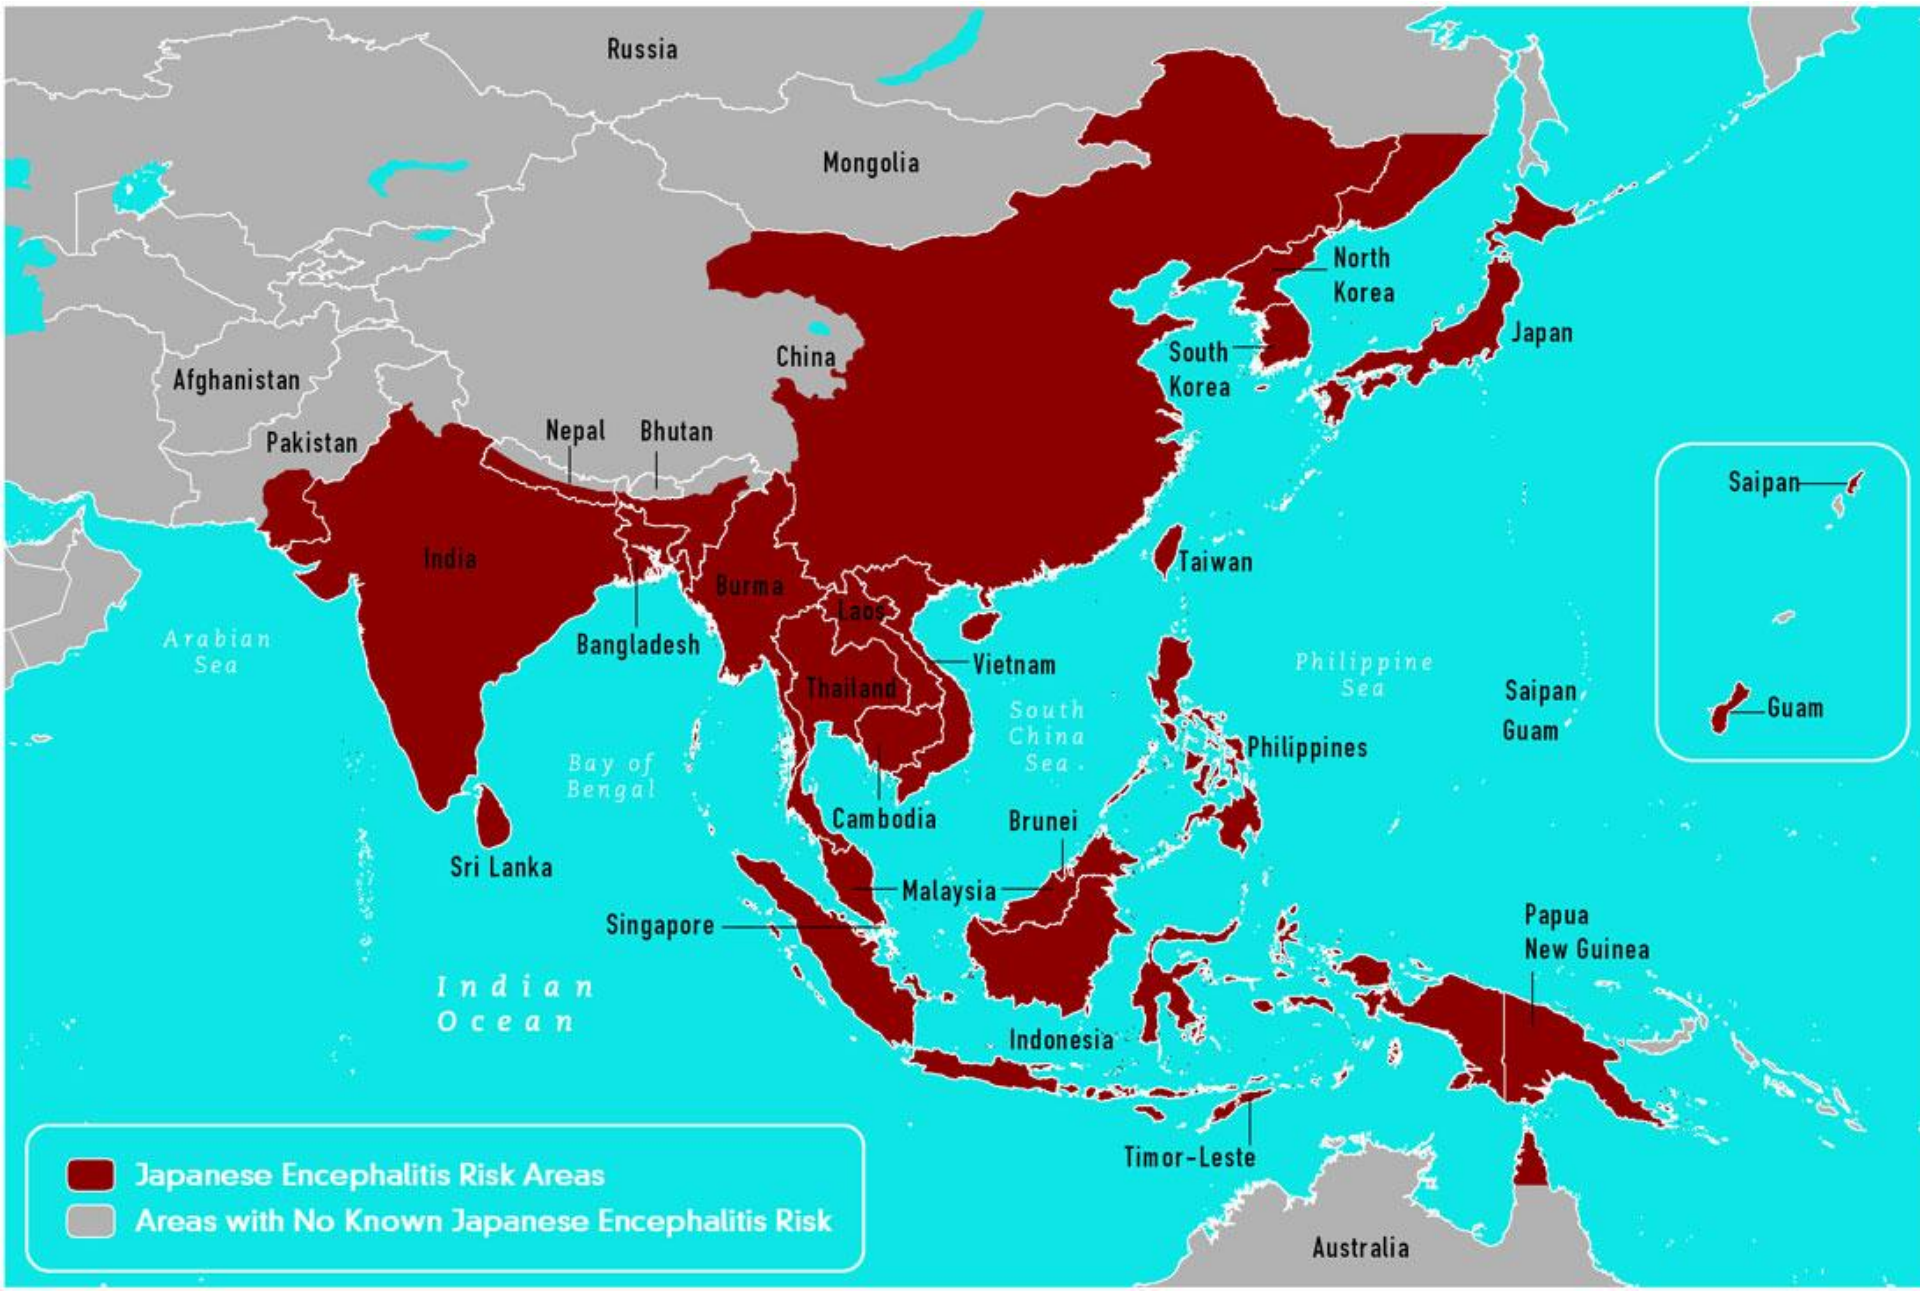 Russia
Mongolia
China
Afghanistan
Pakistan
Nepal
Bhutan
North
Korea
South
Korea
Japan
India
Burma
Laos
Taiwan
Bangladesh
Vietnam
Thailand
Arabian
Sea
Bay of
Bengal
South
China
Sea
Philippine
Sea
Saipan
Guam
Saipan
Guam
Philippines
Cambodia
Brunei
Sri Lanka
Malaysia
Singapore
Indian
Ocean
Indonesia
Papua
New Guinea
Timor-Leste
Australia
Japanese Encephalitis Risk Areas
Areas with No Known Japanese Encephalitis Risk